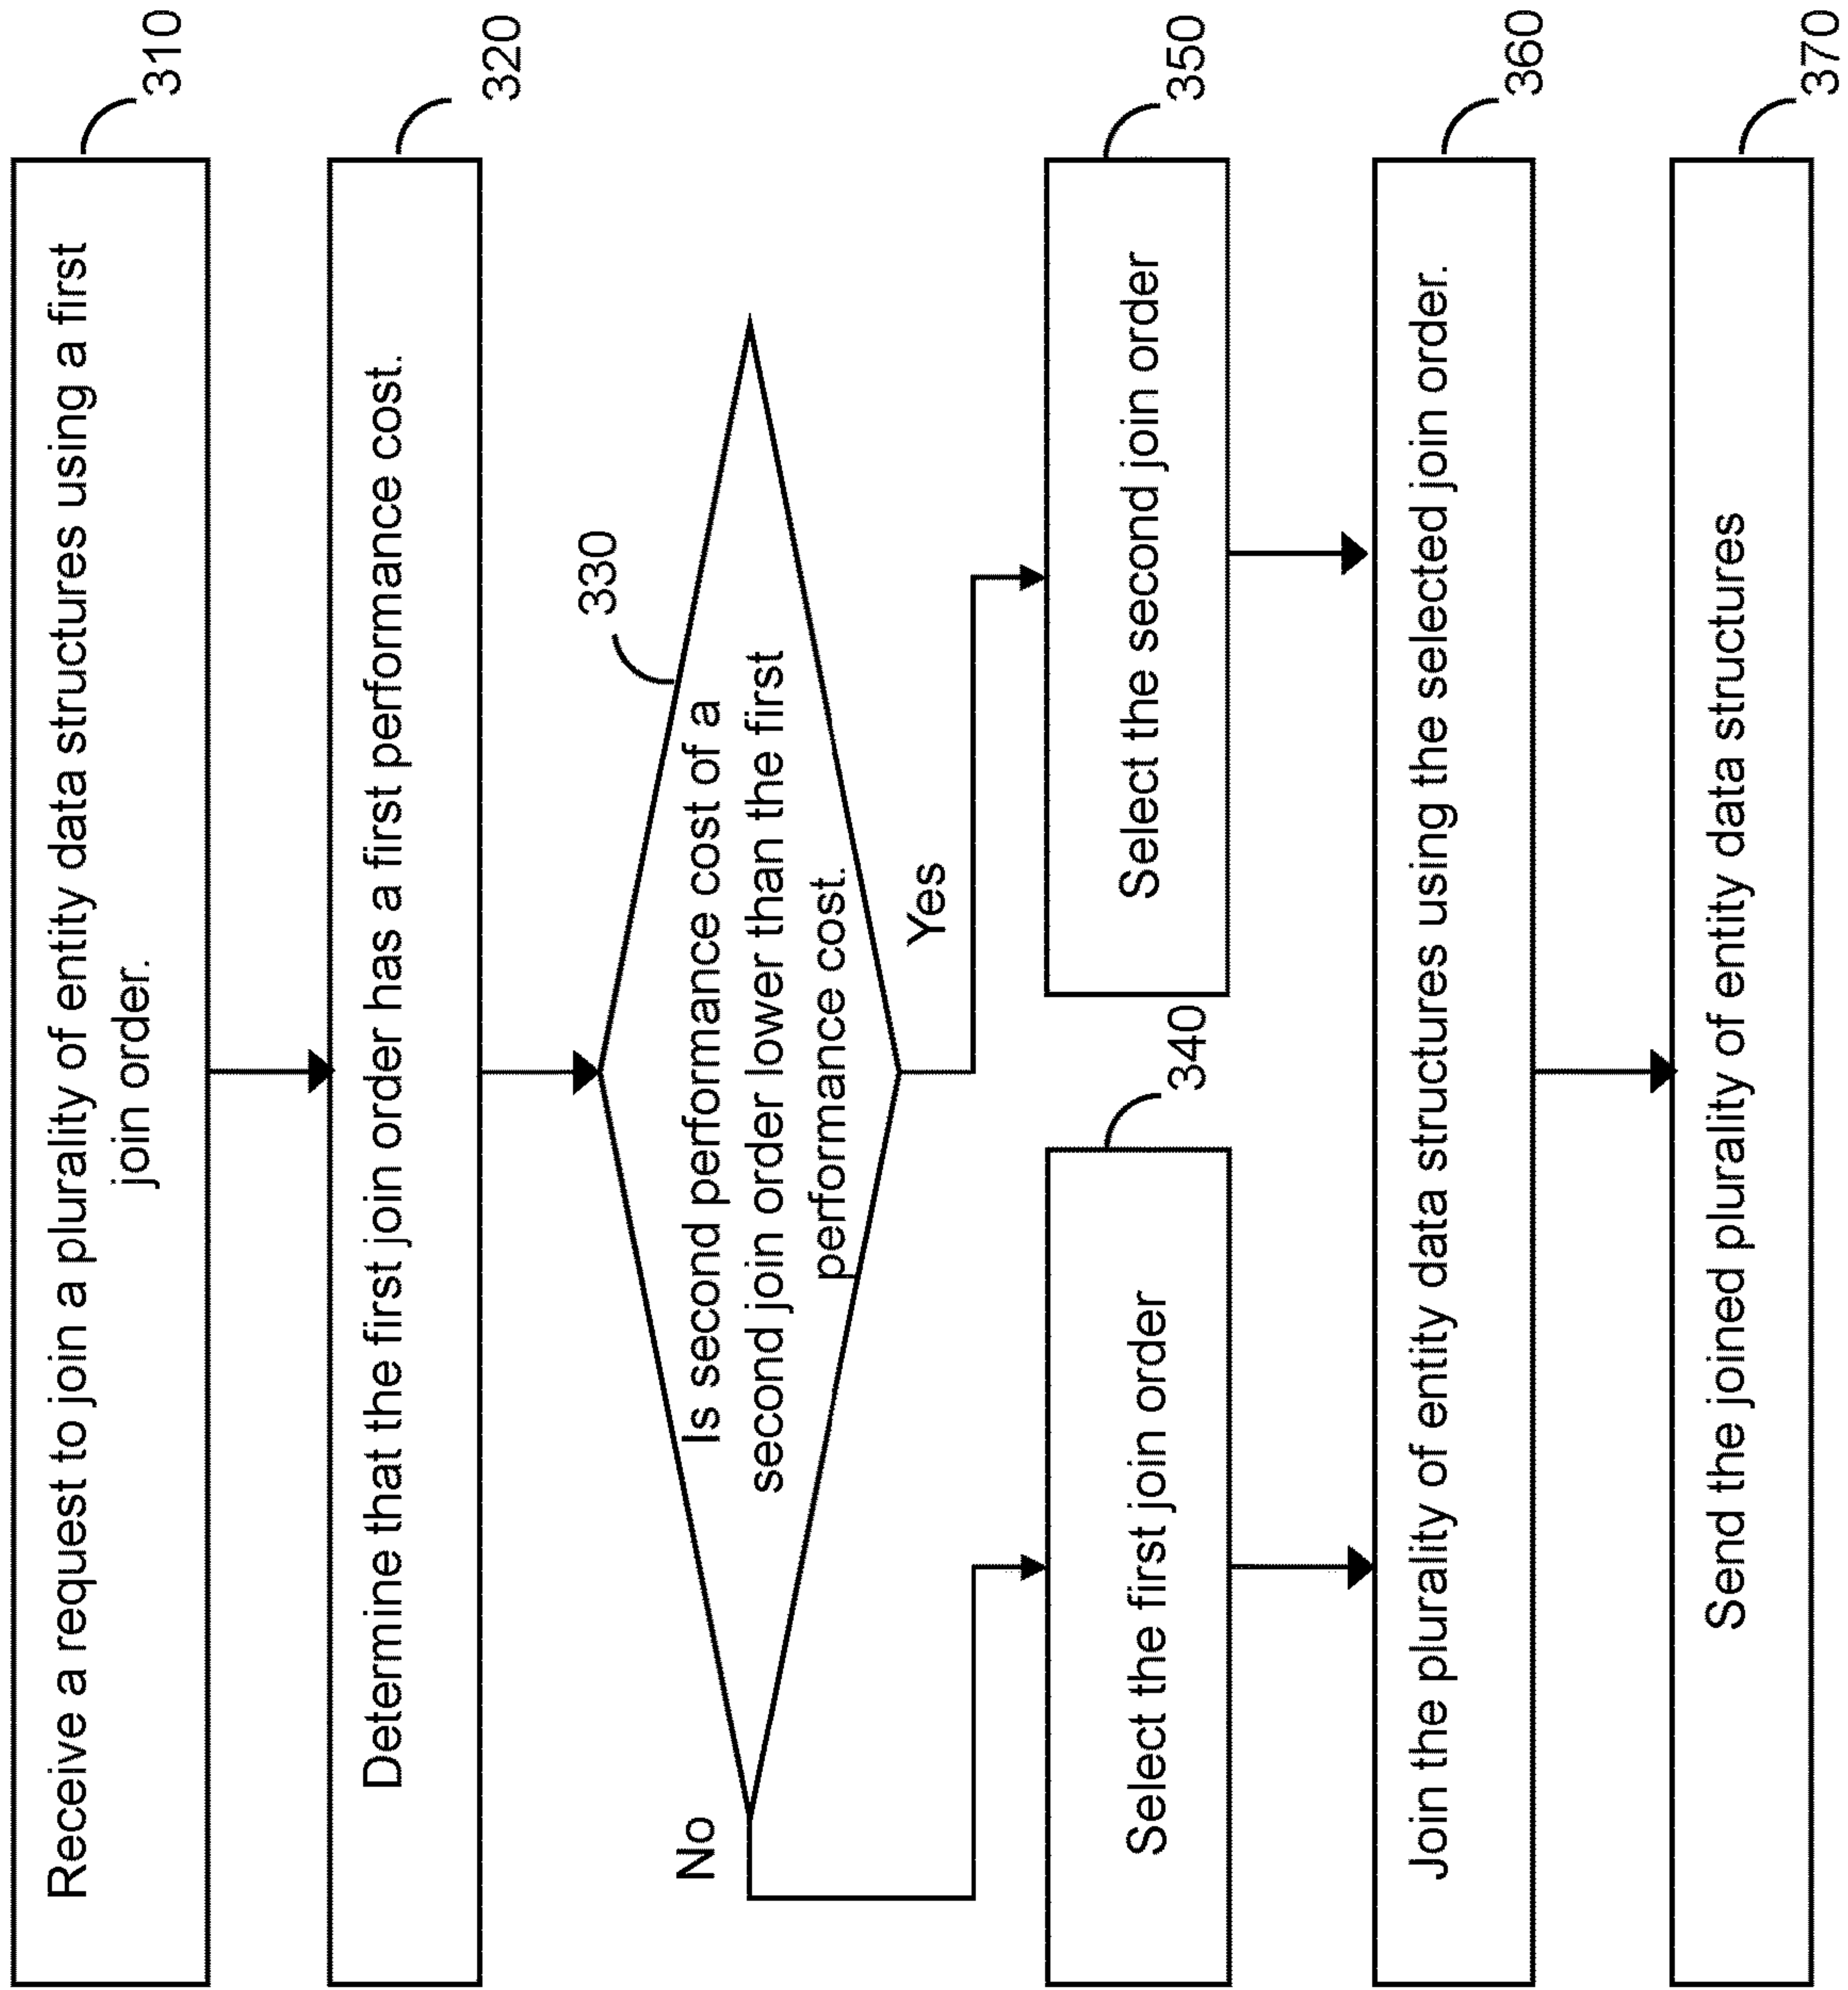 310
Receive a request to join a plurality of entity data structures using a first
join order.
320
Determine that the first join order has a first performance cost.
330
Is second performance cost of a
second join order lower than the first
performance cost.
No
Yes
340
Select the first join order
350
Select the second join order
360
Join the plurality of entity data structures using the selected join order.
370
Send the joined plurality of entity data structures